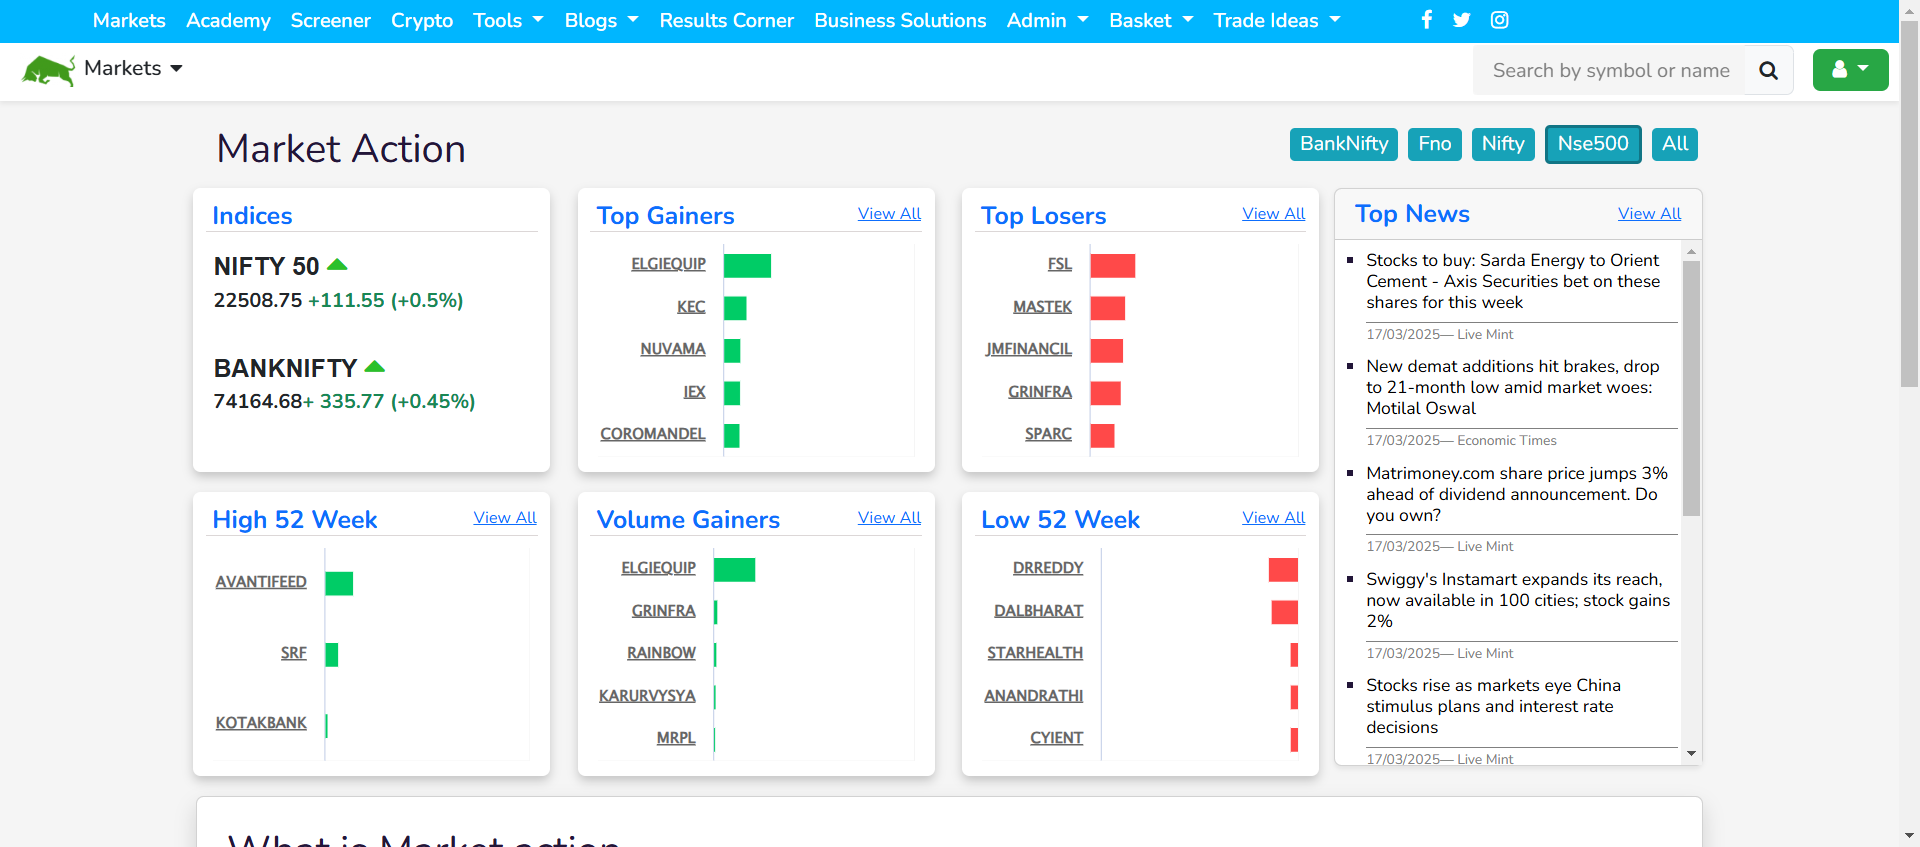 Markets Academy Screener Crypto Tools Blogs Results Corner Business Solutions Admin Basket Trade Ideas
Markets
Search by symbol or name
Market Action
BankNifty Fno Nifty Nse500 All
Indices
NIFTY 50
22508.75 +111.55 (+0.5%)
BANKNIFTY
74164.68+ 335.77 (+0.45%)
Top Gainers View All
ELGIEQUIP
KEC
NUVAMA
IEX
COROMANDEL
Top Losers View All
FSL
MASTEK
JMFINANCIL
GRINFRA
SPARC
Top News View All
Stocks to buy: Sarda Energy to Orient
Cement - Axis Securities bet on these
shares for this week
17/03/2025— Live Mint
New demat additions hit brakes, drop
to 21-month low amid market woes:
Motilal Oswal
17/03/2025— Economic Times
Matrimoney.com share price jumps 3%
ahead of dividend announcement. Do
you own?
17/03/2025— Live Mint
Swiggy's Instamart expands its reach,
now available in 100 cities; stock gains
2%
17/03/2025— Live Mint
Stocks rise as markets eye China
stimulus plans and interest rate
decisions
17/03/2025— Live Mint
High 52 Week View All
AVANTIFEED
SRF
KOTAKBANK
Volume Gainers View All
ELGIEQUIP
GRINFRA
RAINBOW
KARURVYSYA
MRPL
Low 52 Week View All
DRREDDY
DALBHARAT
STARHEALTH
ANANDRATHI
CYIENT
What is Market action